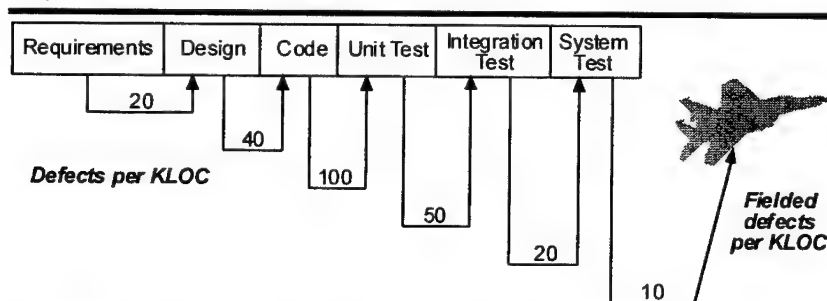 Requirements Design Code Unit Test Integration Test System Test
20
40
100
50
20
10
Defects per KLOC
Fielded
defects
per KLOC